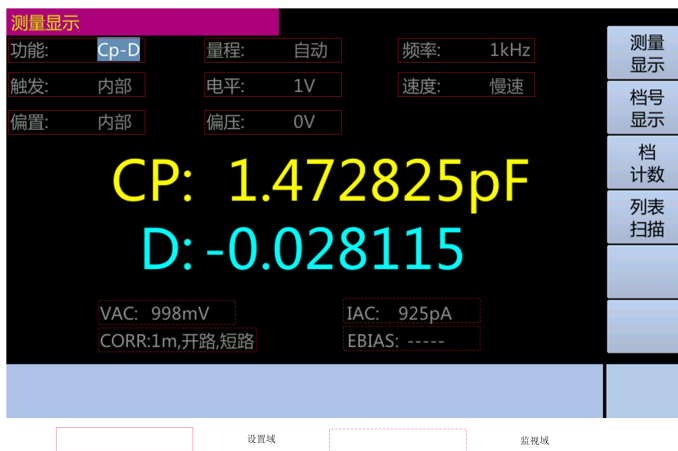 测量显示
功能: Cp-D 量程: 自动 频率: 1kHz
触发: 内部 电平: 1V 速度: 慢速
偏置: 内部 偏压: 0V
CP: 1.472825pF
D: -0.028115
VAC: 998mV IAC: 925pA
CORR:1m,开路,短路 EBIAS: -----
测量
显示
档号
显示
档
计数
列表
扫描
设置域 监视域